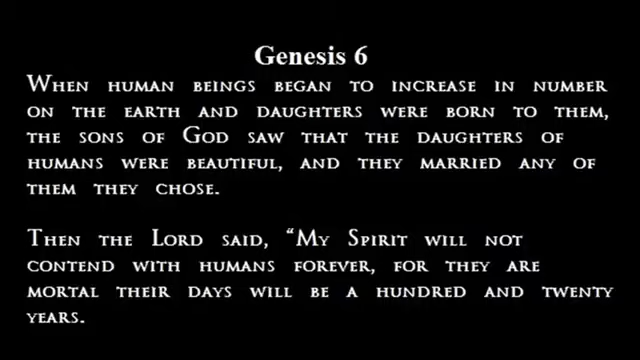 Genesis 6
When human beings began to increase in number
on the earth and daughters were born to them,
the sons of God saw that the daughters of
humans were beautiful, and they married any of
them they chose.
Then the Lord said, “My Spirit will not
contend with humans forever, for they are
mortal their days will be a hundred and twenty
years.